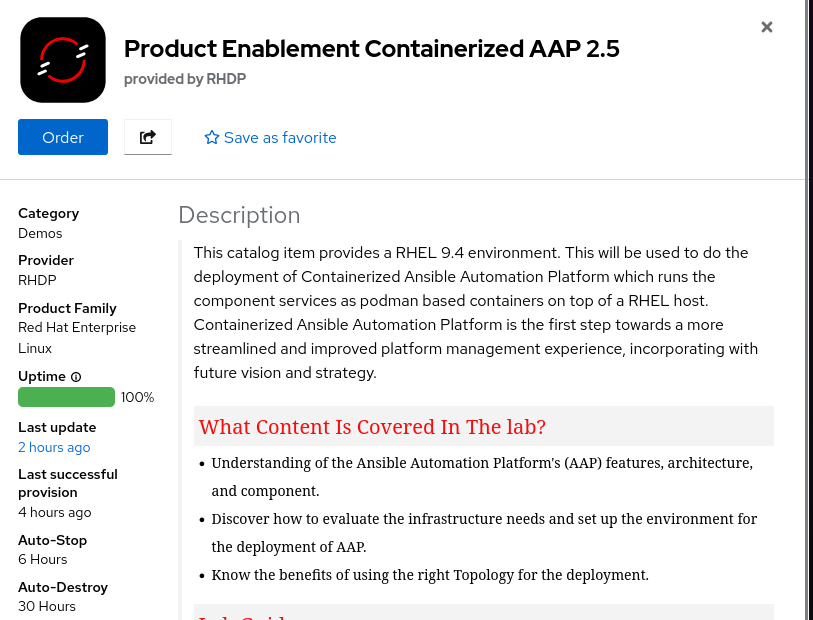 Product Enablement Containerized AAP 2.5
provided by RHDP
Order
Save as favorite
Category
Demos
Provider
RHDP
Product Family
Red Hat Enterprise
Linux
Uptime
100%
Last update
2 hours ago
Last successful
provision
4 hours ago
Auto-Stop
6 Hours
Auto-Destroy
30 Hours
Description
This catalog item provides a RHEL 9.4 environment. This will be used to do the
deployment of Containerized Ansible Automation Platform which runs the
component services as podman based containers on top of a RHEL host.
Containerized Ansible Automation Platform is the first step towards a more
streamlined and improved platform management experience, incorporating with
future vision and strategy.
What Content Is Covered In The lab?
• Understanding of the Ansible Automation Platform's (AAP) features, architecture,
and component.
• Discover how to evaluate the infrastructure needs and set up the environment for
the deployment of AAP.
• Know the benefits of using the right Topology for the deployment.